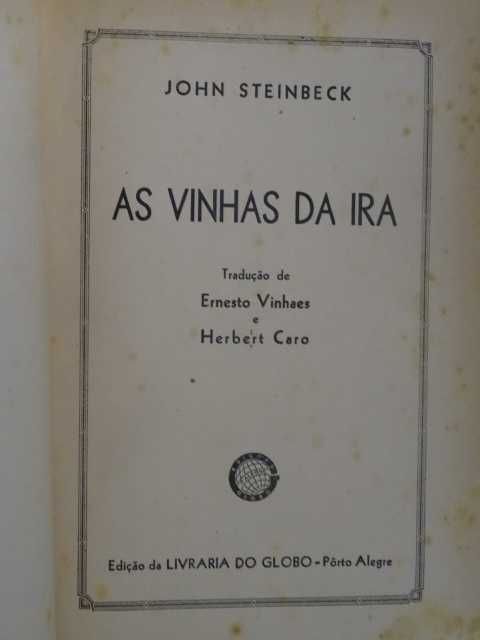 JOHN STEINBECK
AS VINHAS DA IRA
Tradução de
Ernesto Vinhaes
e
Herbert Caro
Edição da LIVRARIA DO GLOBO - Pôrto Alegre